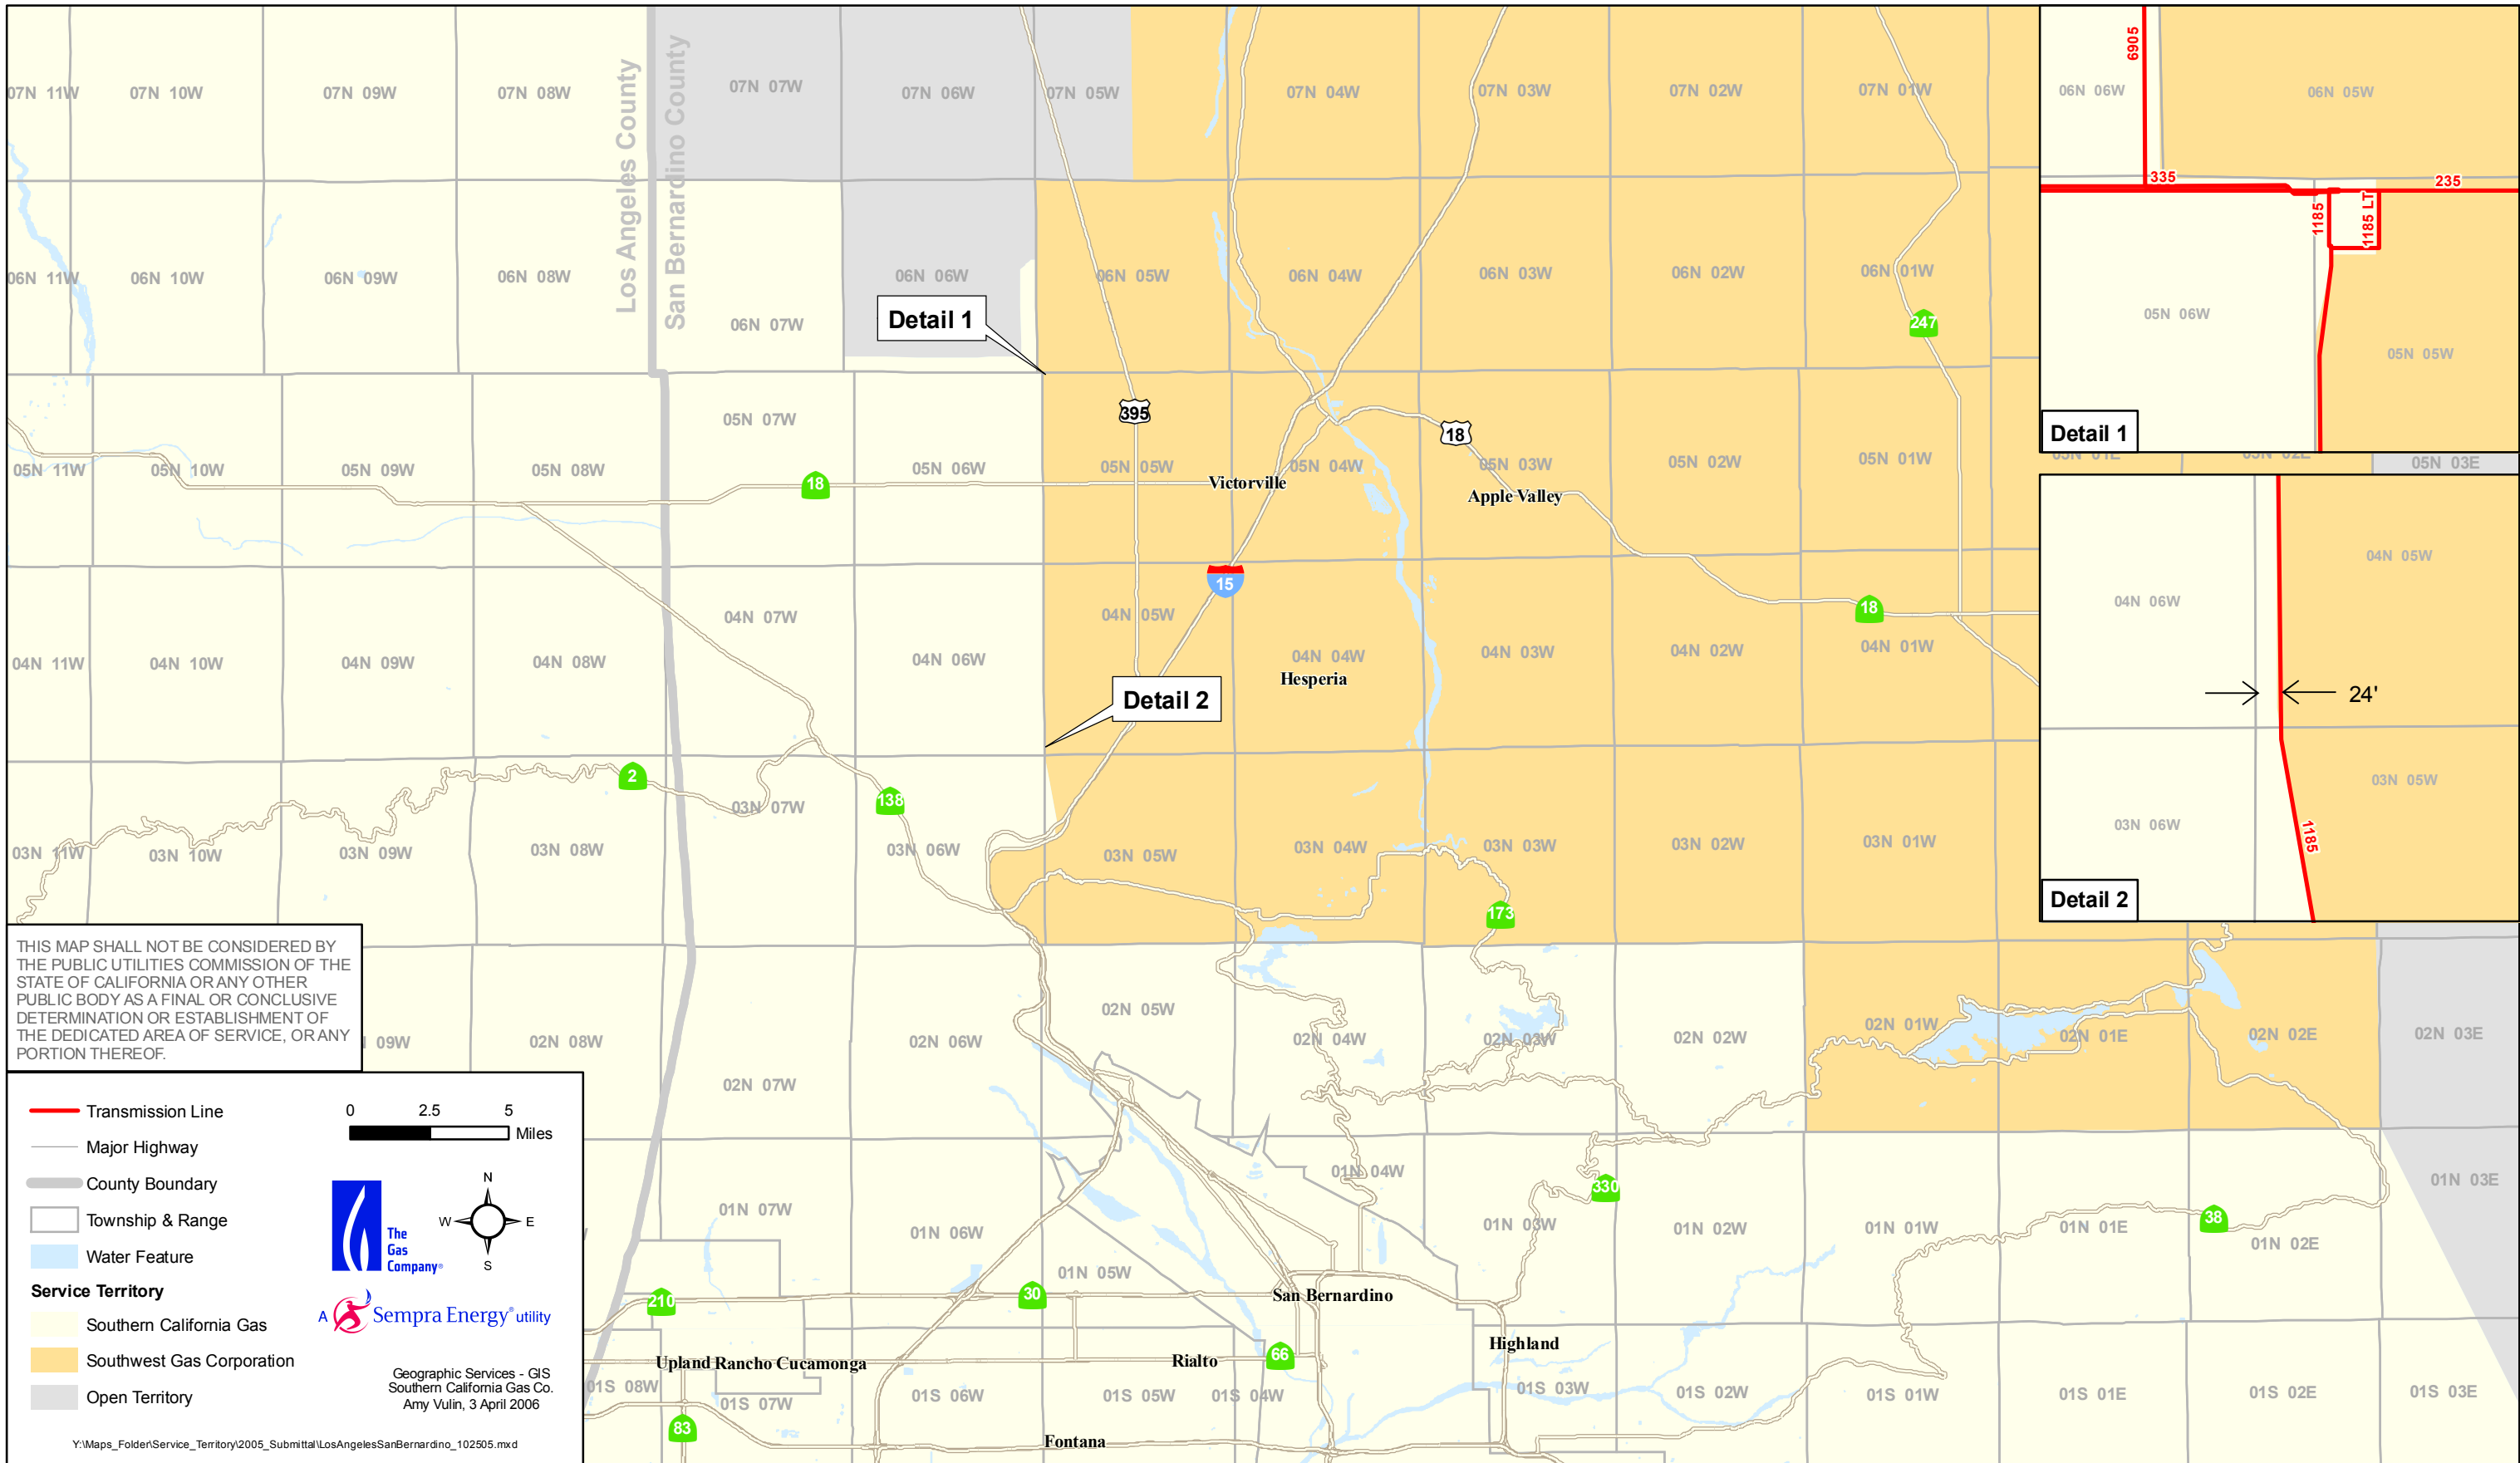 Los Angeles County
San Bernardino County
07N 11W
07N 10W
07N 09W
07N 08W
07N 07W
07N 06W
07N 05W
07N 04W
07N 03W
07N 02W
07N 01W
06N 11W
06N 10W
06N 09W
06N 08W
06N 07W
06N 06W
06N 05W
06N 04W
06N 03W
06N 02W
06N 01W
Detail 1
247
395
18
05N 11W
05N 10W
05N 09W
05N 08W
05N 07W
18
05N 06W
05N 05W
05N 04W
05N 03W
05N 02W
05N 01W
05N 01E
05N 02E
05N 03E
Victorville
Apple Valley
15
18
04N 11W
04N 10W
04N 09W
04N 08W
04N 07W
04N 06W
04N 05W
04N 04W
04N 03W
04N 02W
04N 01W
Hesperia
Detail 2
2
138
03N 11W
03N 10W
03N 09W
03N 08W
03N 07W
03N 06W
03N 05W
03N 04W
03N 03W
03N 02W
03N 01W
173
09W
02N 08W
02N 07W
02N 06W
02N 05W
02N 04W
02N 03W
02N 02W
02N 01W
02N 01E
02N 02E
02N 03E
01N 07W
01N 06W
01N 05W
01N 04W
01N 03W
01N 02W
01N 01W
01N 01E
01N 02E
01N 03E
330
38
210
30
San Bernardino
Highland
Upland
Rancho Cucamonga
Rialto
66
01S 08W
01S 07W
01S 06W
01S 05W
01S 04W
01S 03W
01S 02W
01S 01W
01S 01E
01S 02E
01S 03E
83
Fontana
6905
06N 06W
06N 05W
335
235
1185
1185 LT
05N 06W
05N 05W
Detail 1
04N 05W
04N 06W
24'
03N 05W
03N 06W
1185
Detail 2
THIS MAP SHALL NOT BE CONSIDERED BY
THE PUBLIC UTILITIES COMMISSION OF THE
STATE OF CALIFORNIA OR ANY OTHER
PUBLIC BODY AS A FINAL OR CONCLUSIVE
DETERMINATION OR ESTABLISHMENT OF
THE DEDICATED AREA OF SERVICE, OR ANY
PORTION THEREOF.
Transmission Line
Major Highway
County Boundary
Township & Range
Water Feature
Service Territory
Southern California Gas
Southwest Gas Corporation
Open Territory
0 2.5 5
Miles
N
W E
S
The
Gas
Company®
A Sempra Energy® utility
Geographic Services - GIS
Southern California Gas Co.
Amy Vulin, 3 April 2006
Y:\Maps_Folder\Service_Territory\2005_Submittal\LosAngelesSanBernardino_102505.mxd